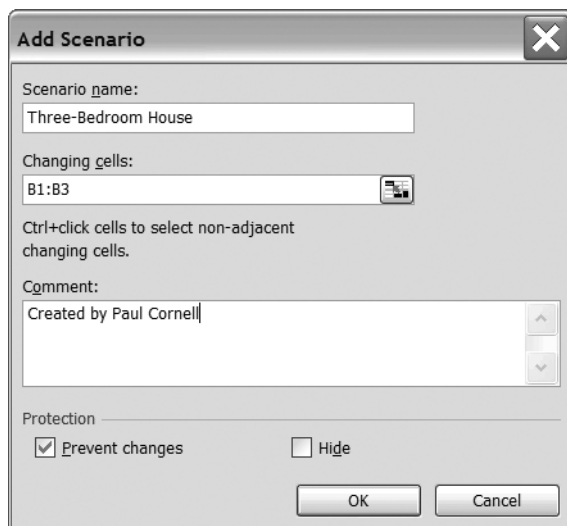 Add Scenario
Scenario name:
Three-Bedroom House
Changing cells:
B1:B3
Ctrl+click cells to select non-adjacent
changing cells.
Comment:
Created by Paul Cornell
Protection
Prevent changes Hide
OK Cancel